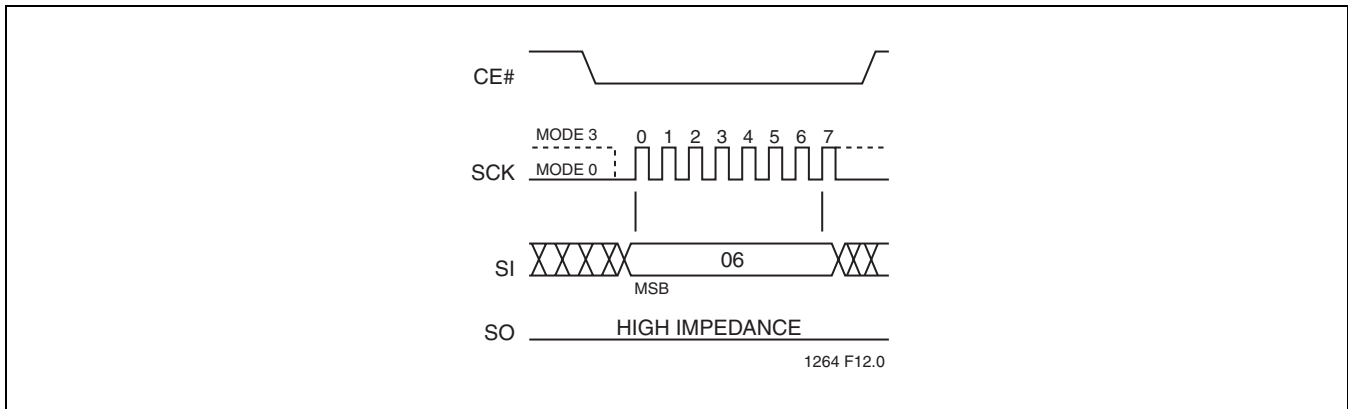 CE#
MODE 3
0 1 2 3 4 5 6 7
SCK
MODE 0
SI
06
MSB
SO
HIGH IMPEDANCE
1264 F12.0